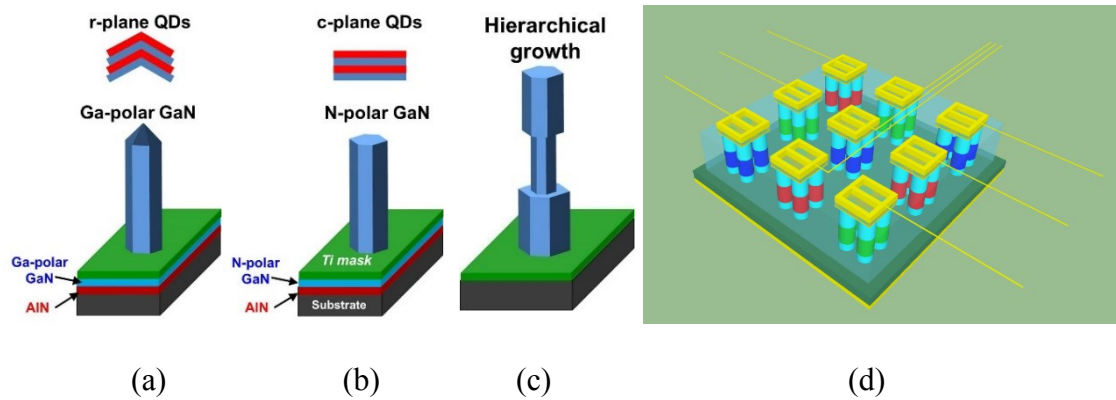 r-plane QDs
Ga-polar GaN
Ga-polar
GaN
AlN
c-plane QDs
N-polar GaN
Ti mask
N-polar
GaN
AlN
Substrate
Hierarchical
growth
(a)
(b)
(c)
(d)